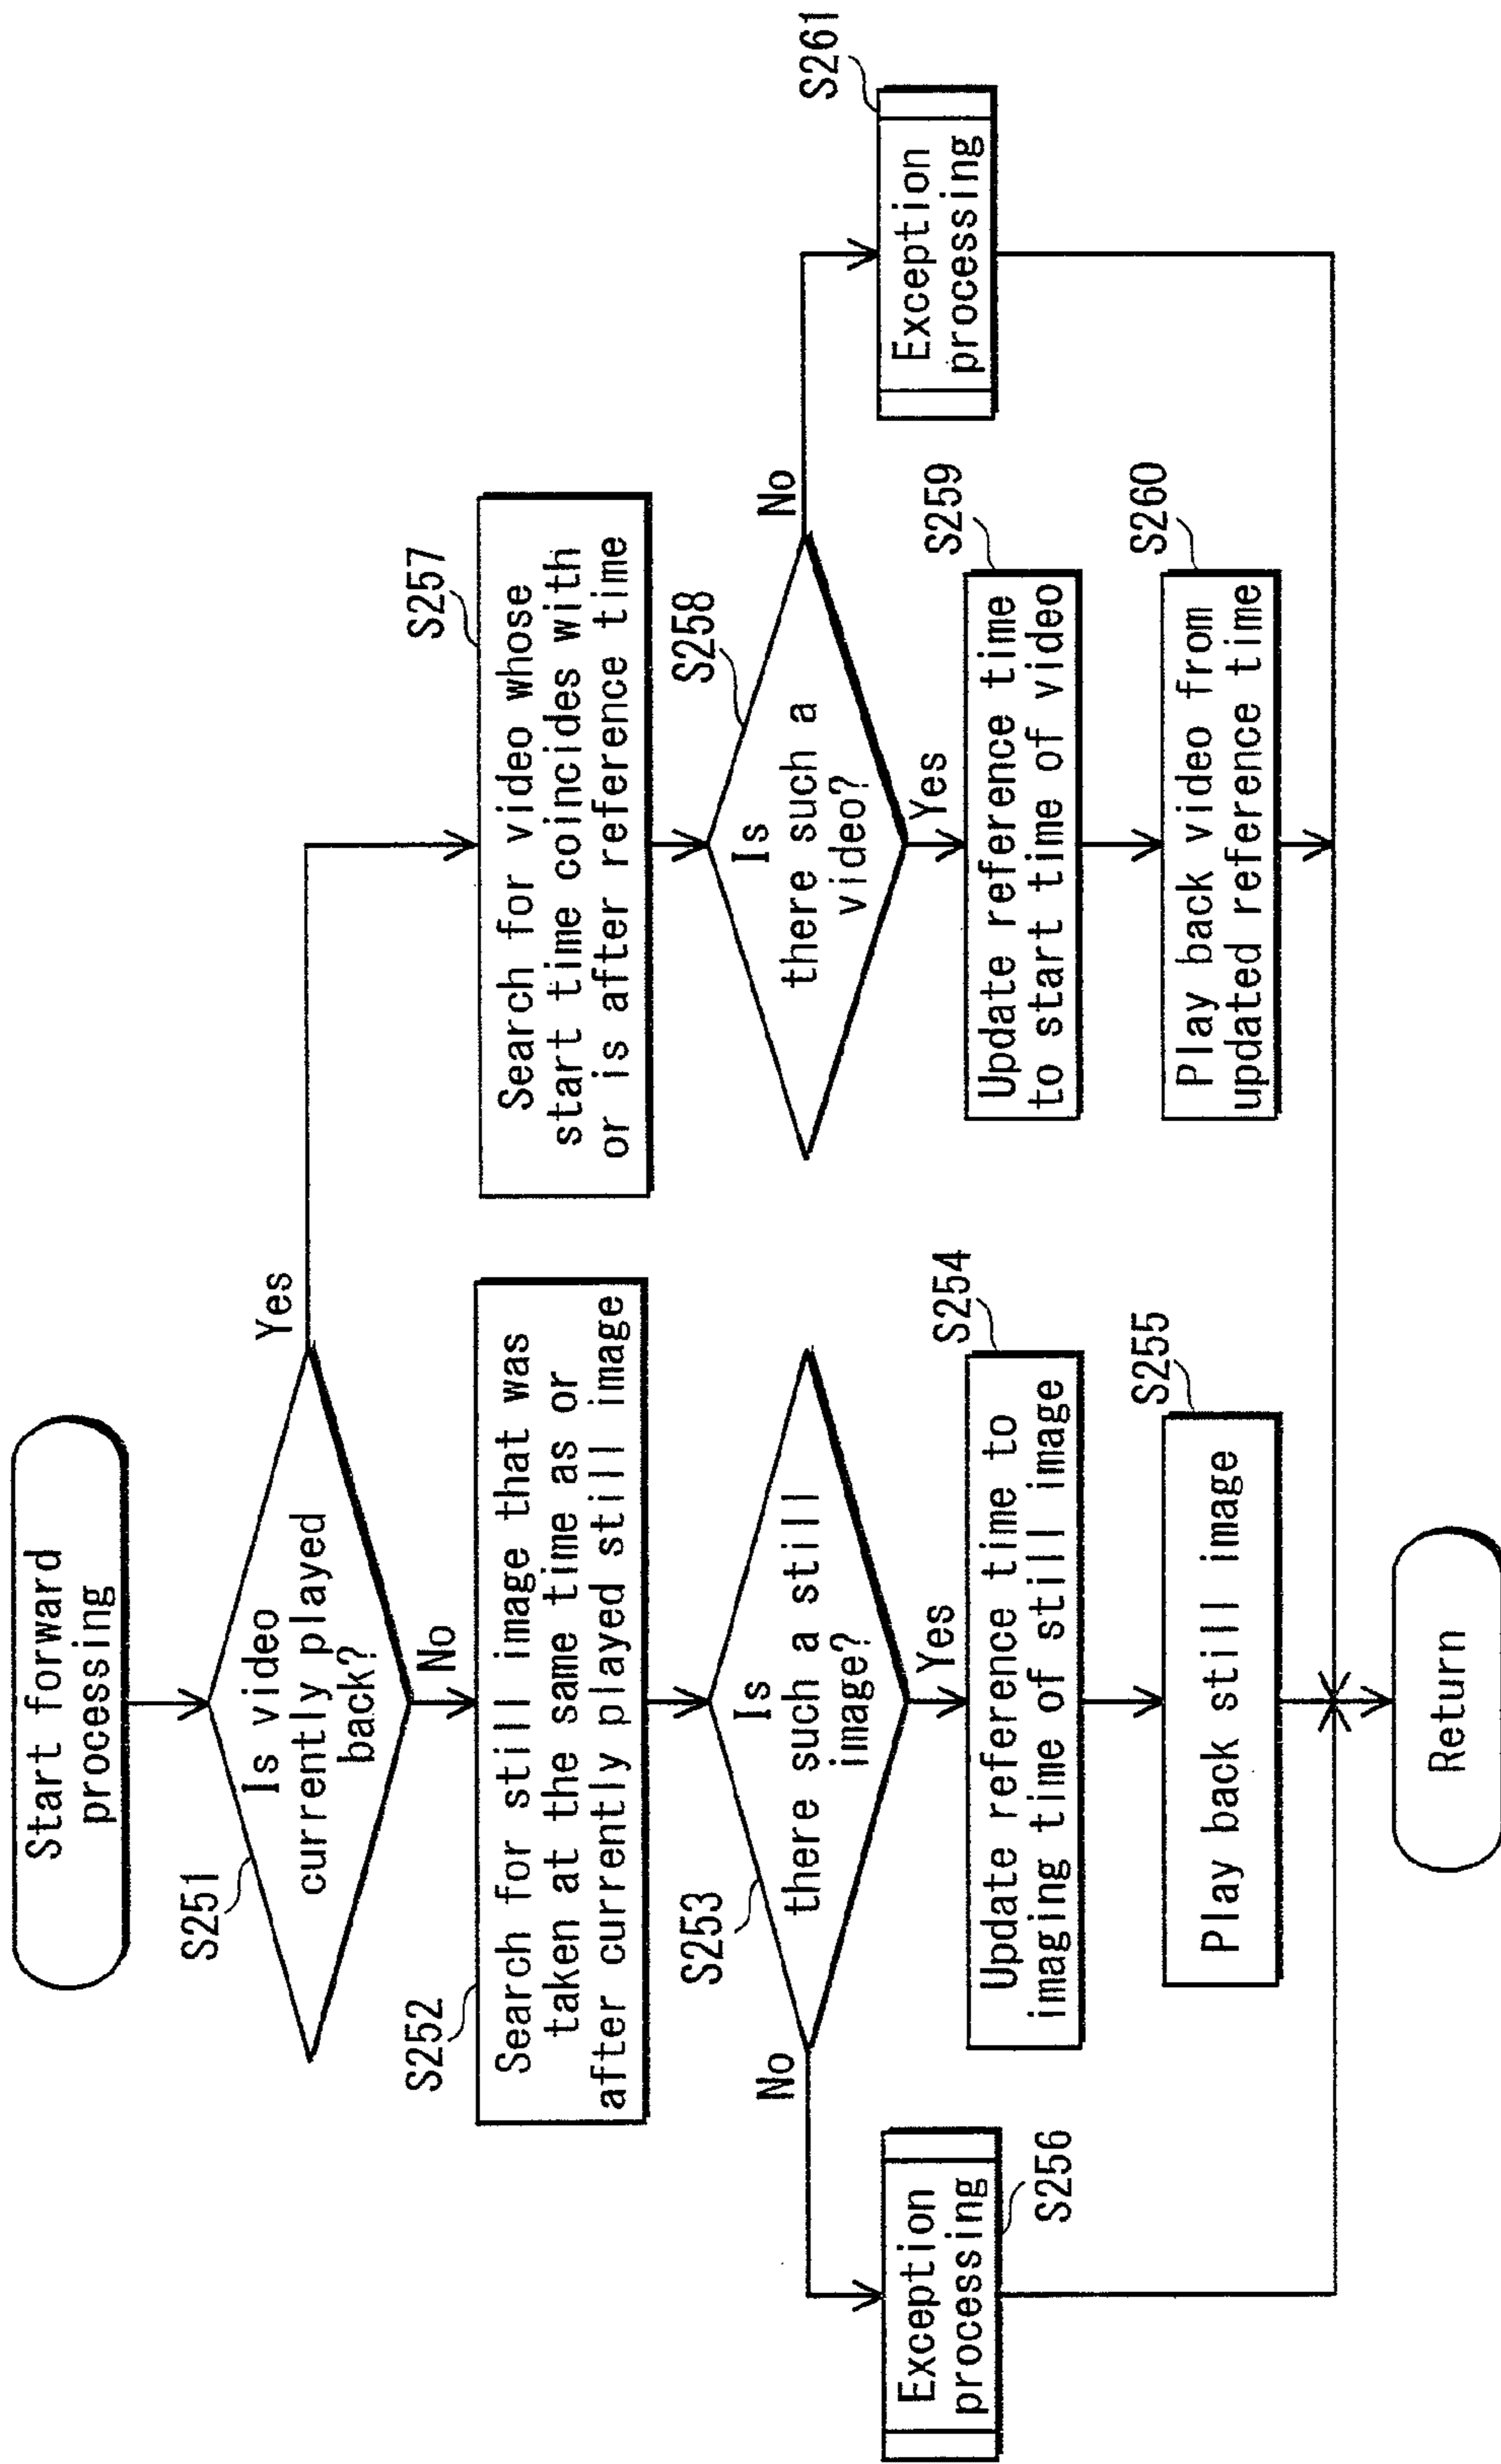 Start forward
processing
S251
Is video
currently played
back?
Yes
No
S252
Search for still image that was
taken at the same time as or
after currently played still image
S253
Is
there such a still
image?
No
Yes
S254
Update reference time to
imaging time of still image
S255
Play back still image
Exception
processing
S256
S257
Search for video whose
start time coincides with
or is after reference time
S258
Is
there such a
video?
No
Yes
S259
Update reference time
to start time of video
S260
Play back video from
updated reference time
S261
Exception
processing
Return